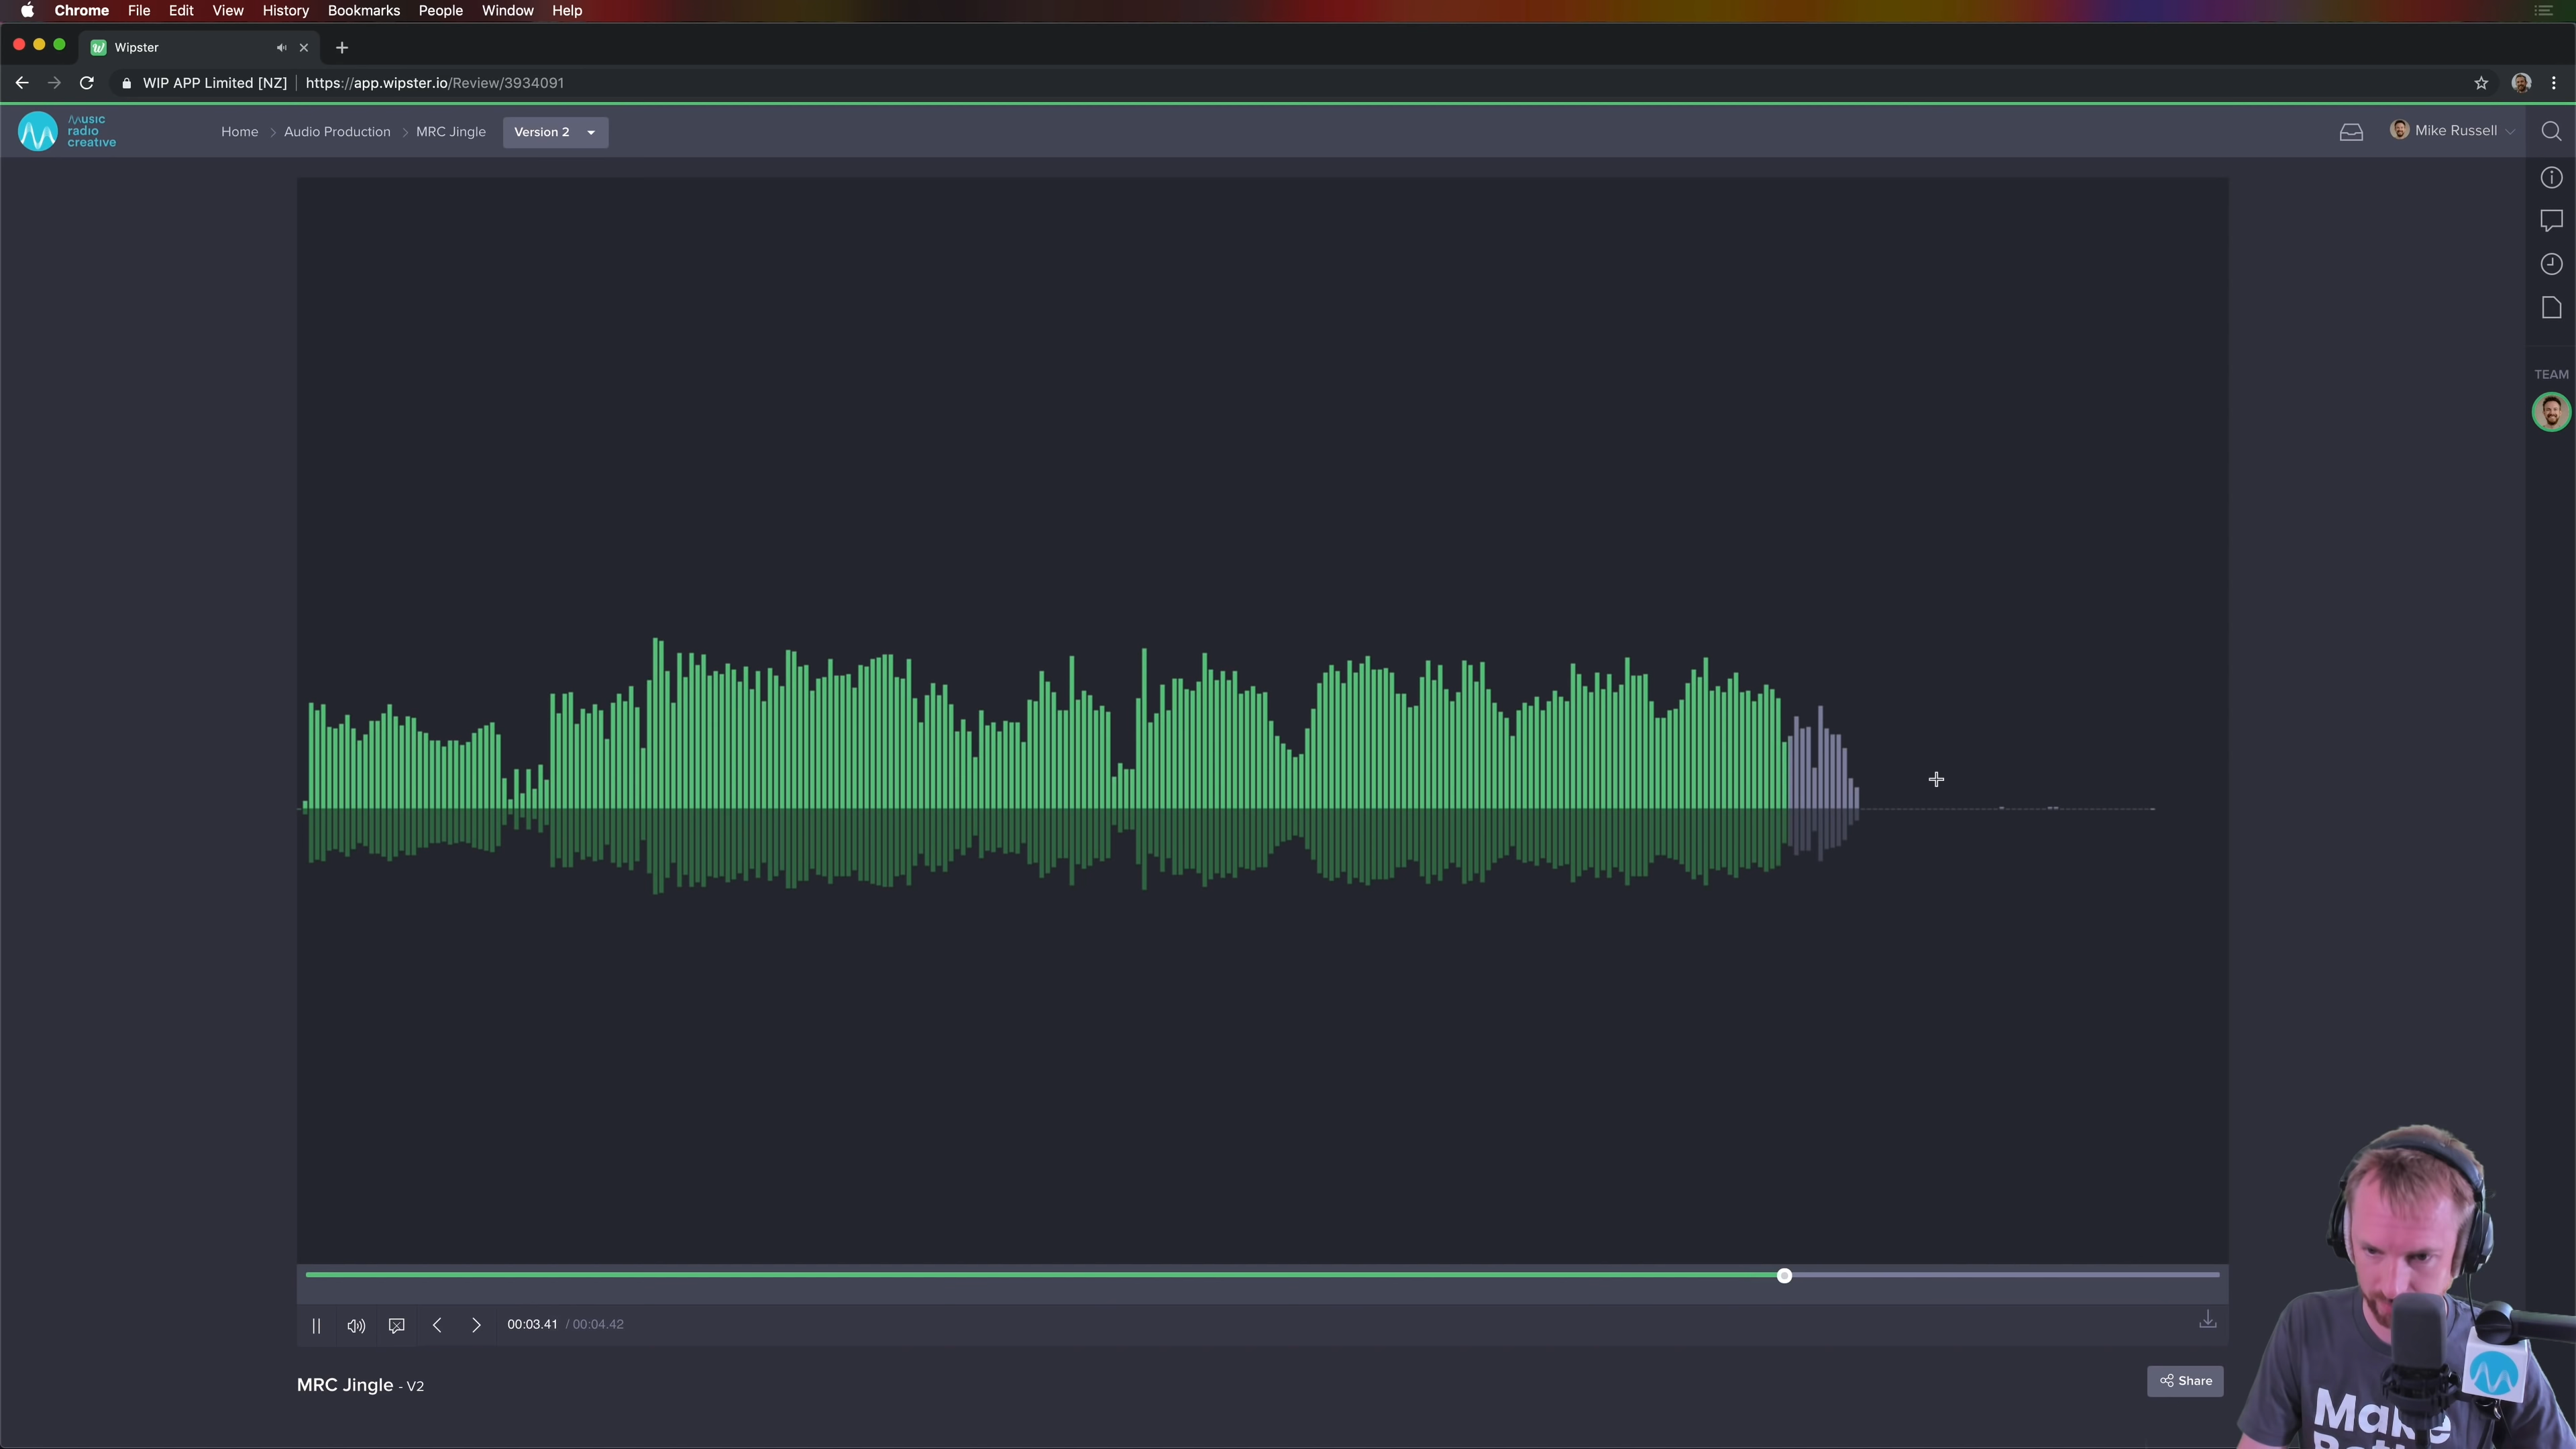 Chrome File Edit View History Bookmarks People Window Help
Wipster
WIP APP Limited [NZ] https://app.wipster.io/Review/3934091
music
radio
creative
Home Audio Production MRC Jingle Version 2
Mike Russell
TEAM
00:03.41 / 00:04.42
MRC Jingle - V2
Share
Make